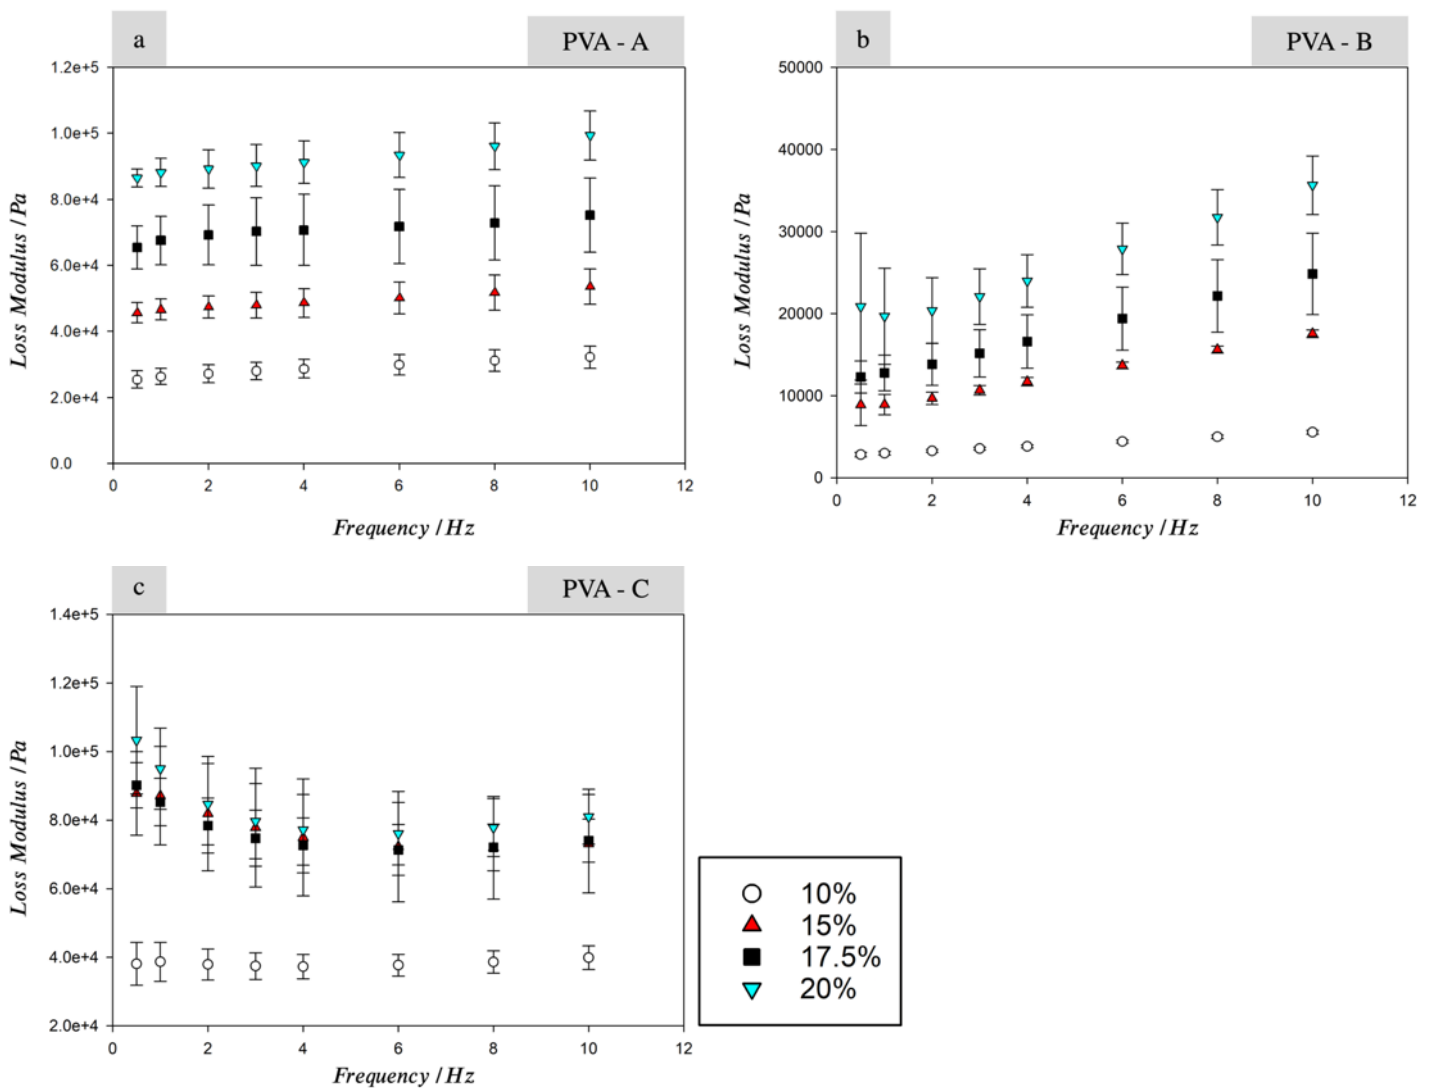 a
PVA - A
1.2e+5
1.0e+5
8.0e+4
6.0e+4
4.0e+4
2.0e+4
0.0
Loss Modulus / Pa
0 2 4 6 8 10 12
Frequency / Hz
b
PVA - B
50000
40000
30000
20000
10000
0
Loss Modulus / Pa
0 2 4 6 8 10 12
Frequency / Hz
c
PVA - C
1.4e+5
1.2e+5
1.0e+5
8.0e+4
6.0e+4
4.0e+4
2.0e+4
Loss Modulus / Pa
0 2 4 6 8 10 12
Frequency / Hz
10%
15%
17.5%
20%